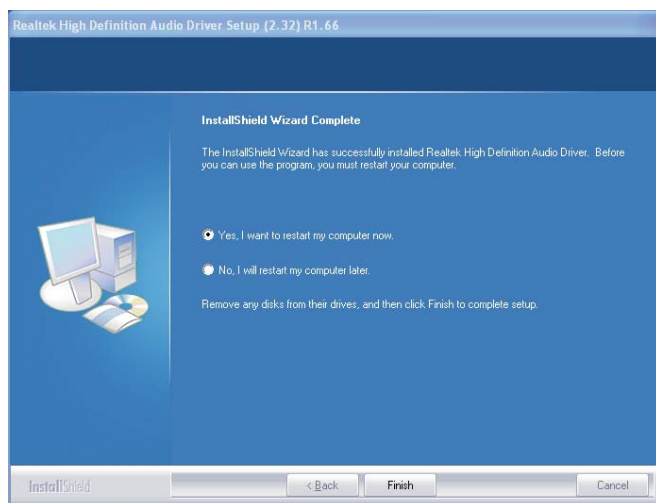 Realtek High Definition Audio Driver Setup (2.32) R1.66
InstallShield Wizard Complete
The InstallShield Wizard has successfully installed Realtek High Definition Audio Driver. Before
you can use the program, you must restart your computer.
Yes, I want to restart my computer now.
No, I will restart my computer later.
Remove any disks from their drives, and then click Finish to complete setup.
InstallShield
< Back
Finish
Cancel